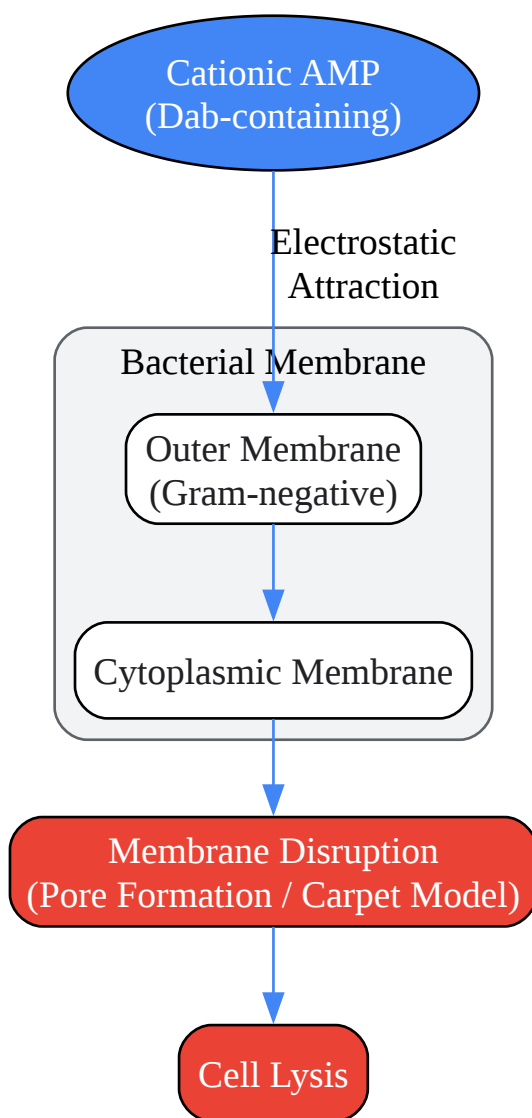 Cationic AMP
(Dab-containing)
Electrostatic
Attraction
Bacterial Membrane
Outer Membrane
(Gram-negative)
Cytoplasmic Membrane
Membrane Disruption
(Pore Formation / Carpet Model)
Cell Lysis